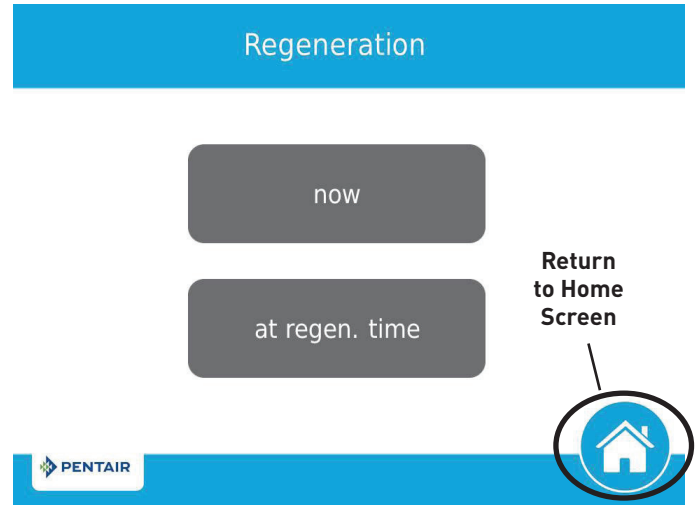 Regeneration
now
Return
to Home
Screen
at regen. time
PENTAIR